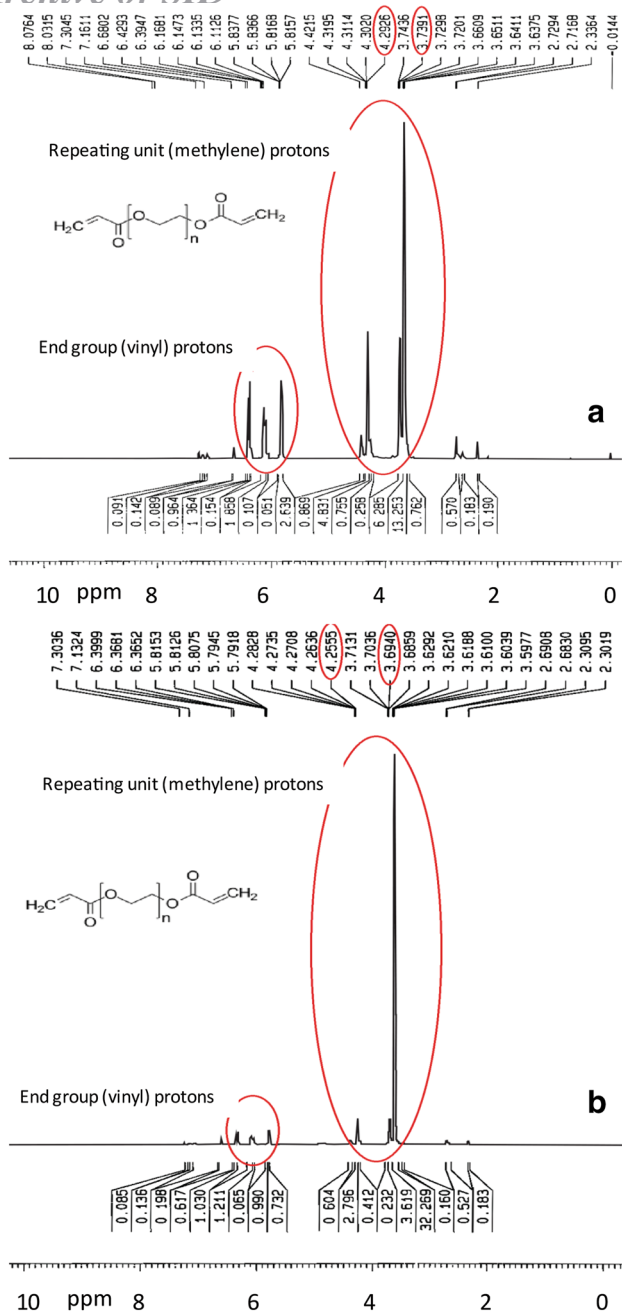 8.0764 8.0315 7.3045 7.1611 6.6802 6.4293 6.3947 6.1681 6.1473 6.1335 6.1126 5.8377 5.8366 5.8168 5.8157 4.4215 4.3195 4.3114 4.3020 4.2926 3.7436 3.7391 3.7298 3.7201 3.6609 3.6511 3.6411 3.6375 2.7294 2.7168 2.3364 -0.0144
Repeating unit (methylene) protons
H₂C O O O O CH₂ n
End group (vinyl) protons
a
0.091 0.142 0.089 0.964 1.364 0.154 1.858 0.107 0.051 2.639 0.869 4.831 0.755 0.258 6.285 13.253 0.762 0.570 0.183 0.190
10 ppm 8 6 4 2 0
7.3036 7.1324 6.3999 6.3681 6.3652 5.8153 5.8126 5.8075 5.7945 5.7918 4.2828 4.2735 4.2708 4.2636 4.2555 3.7131 3.7036 3.6940 3.6859 3.6292 3.6210 3.6188 3.6100 3.6039 3.5977 2.6908 2.6830 2.3095 2.3019
Repeating unit (methylene) protons
H₂C O O O O CH₂ n
End group (vinyl) protons
b
0.085 0.136 0.198 0.617 1.030 1.211 0.065 0.990 0.732 0.604 2.796 0.412 0.232 3.619 32.269 0.160 0.527 0.183
10 ppm 8 6 4 2 0